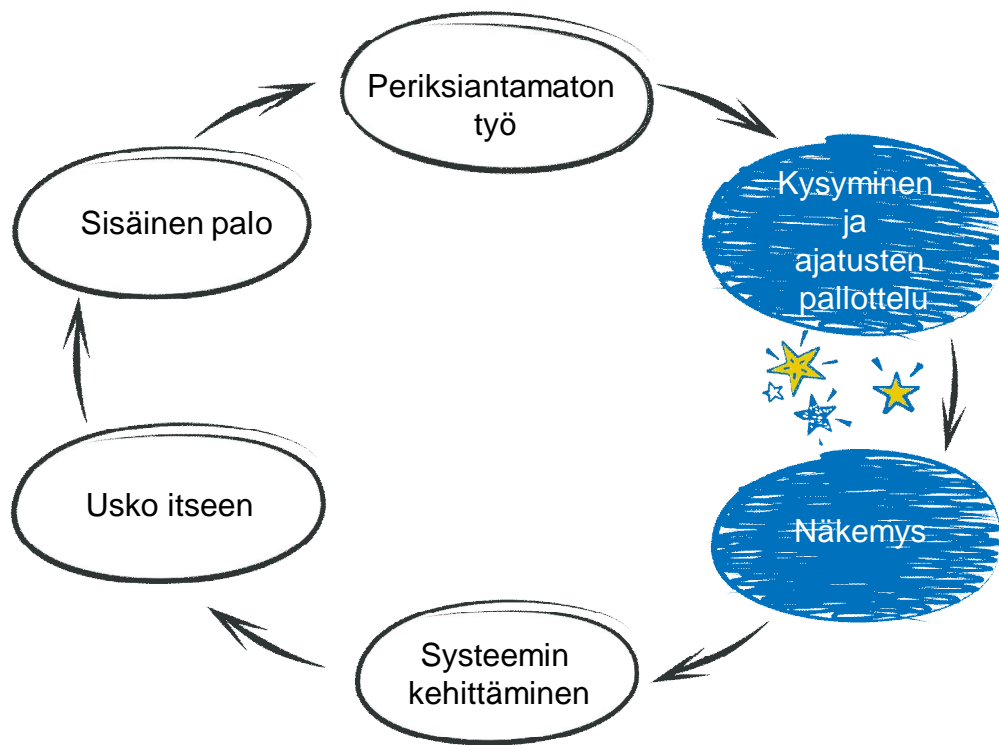 Periksiantamaton
työ
Kysyminen
ja
ajatusten
pallottelu
Näkemys
Systeemin
kehittäminen
Usko itseen
Sisäinen palo